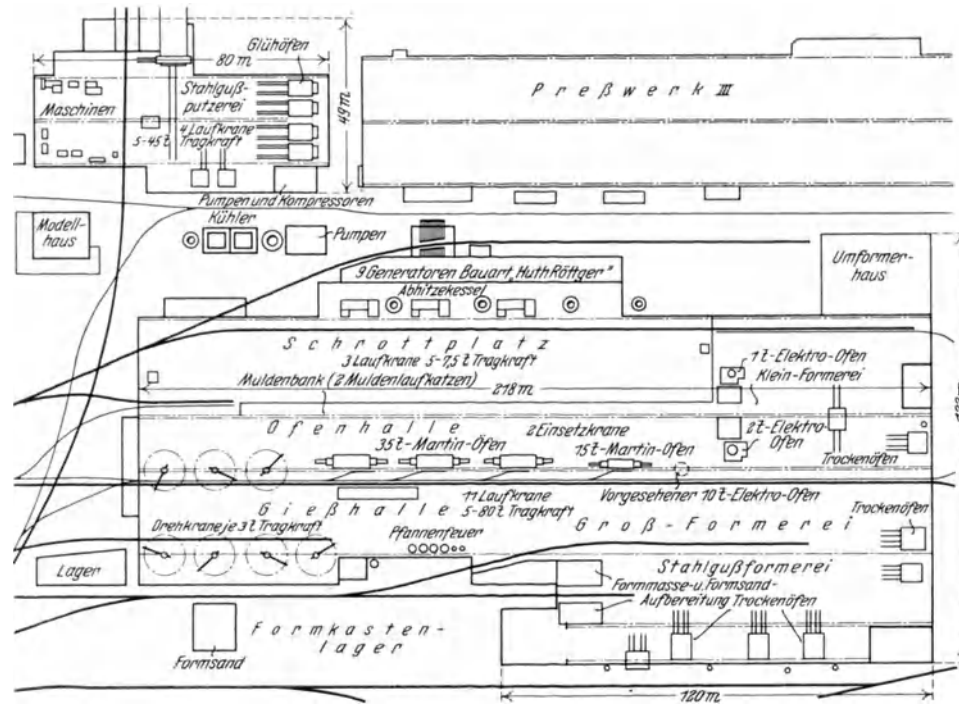 Glühöfen
80 m.
Stahlguß-
putzerei
Maschinen
4 Laufkrane
5-45 t Tragkraft
49 m.
Preßwerk III
Pumpen und Kompressoren
Kühler
Pumpen
Modell-
haus
Umformer-
haus
9 Generatoren Bauart „Huth Röttger"
Abhitzekessel
Schrottplatz
3 Laufkrane 5-7,5 t Tragkraft
Muldenbank (2 Muldenlaufkatzen)
218 m.
1 t-Elektro-Ofen
Klein-Formerei
Ofenhalle
2 Einsetzkrane
35 t-Martin-Öfen
15 t-Martin-Ofen
2 t-Elektro-
Ofen
Trockenöfen
Gießhalle
11 Laufkrane
5-80 t Tragkraft
Vorgesehener 10 t-Elektro-Ofen
Groß-Formerei
Trockenöfen
Drehkrane je 3 t Tragkraft
Pfannenfeuer
Lager
Stahlgußformerei
Formmasse- u. Formsand-
Aufbereitung
Trockenöfen
Formsand
Formkasten-
lager
120 m.